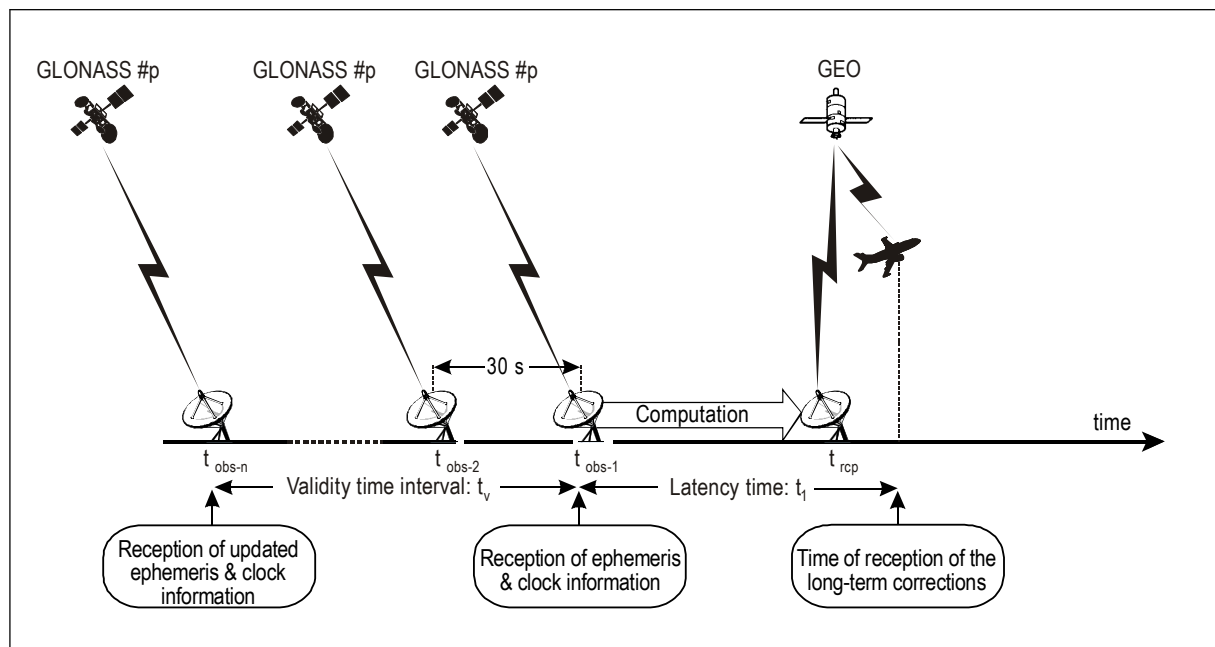 GLONASS #p
GLONASS #p
GLONASS #p
GEO
30 s
Computation
time
t obs-n
t obs-2
t obs-1
t rcp
Validity time interval: tv
Latency time: t1
Reception of updated
ephemeris & clock
information
Reception of ephemeris
& clock information
Time of reception of the
long-term corrections